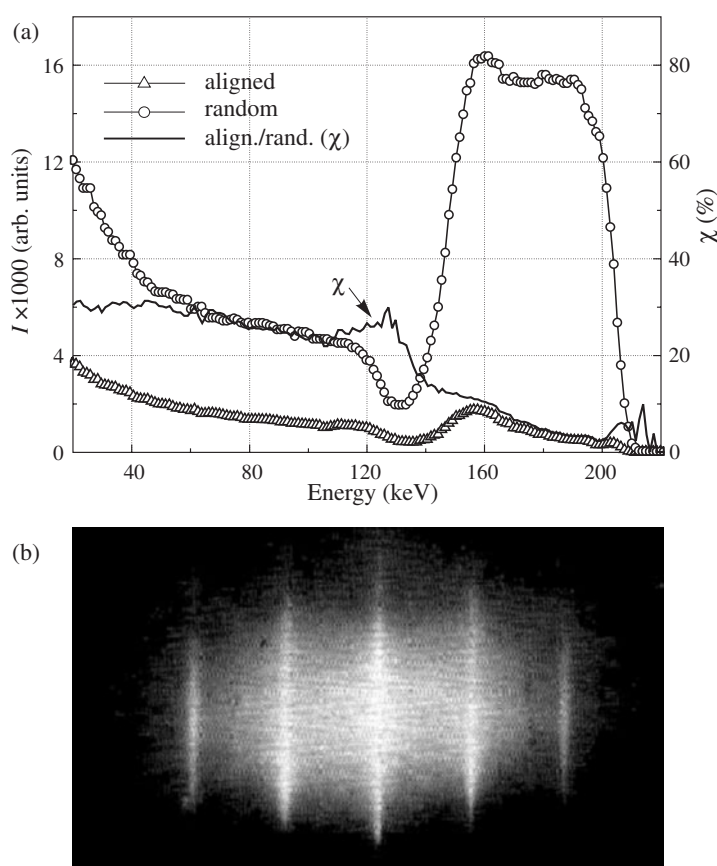 (a)
16
12
8
4
0
I ×1000 (arb. units)
aligned
random
align./rand. (χ)
χ
80
60
40
20
0
χ (%)
40 80 120 160 200
Energy (keV)
(b)